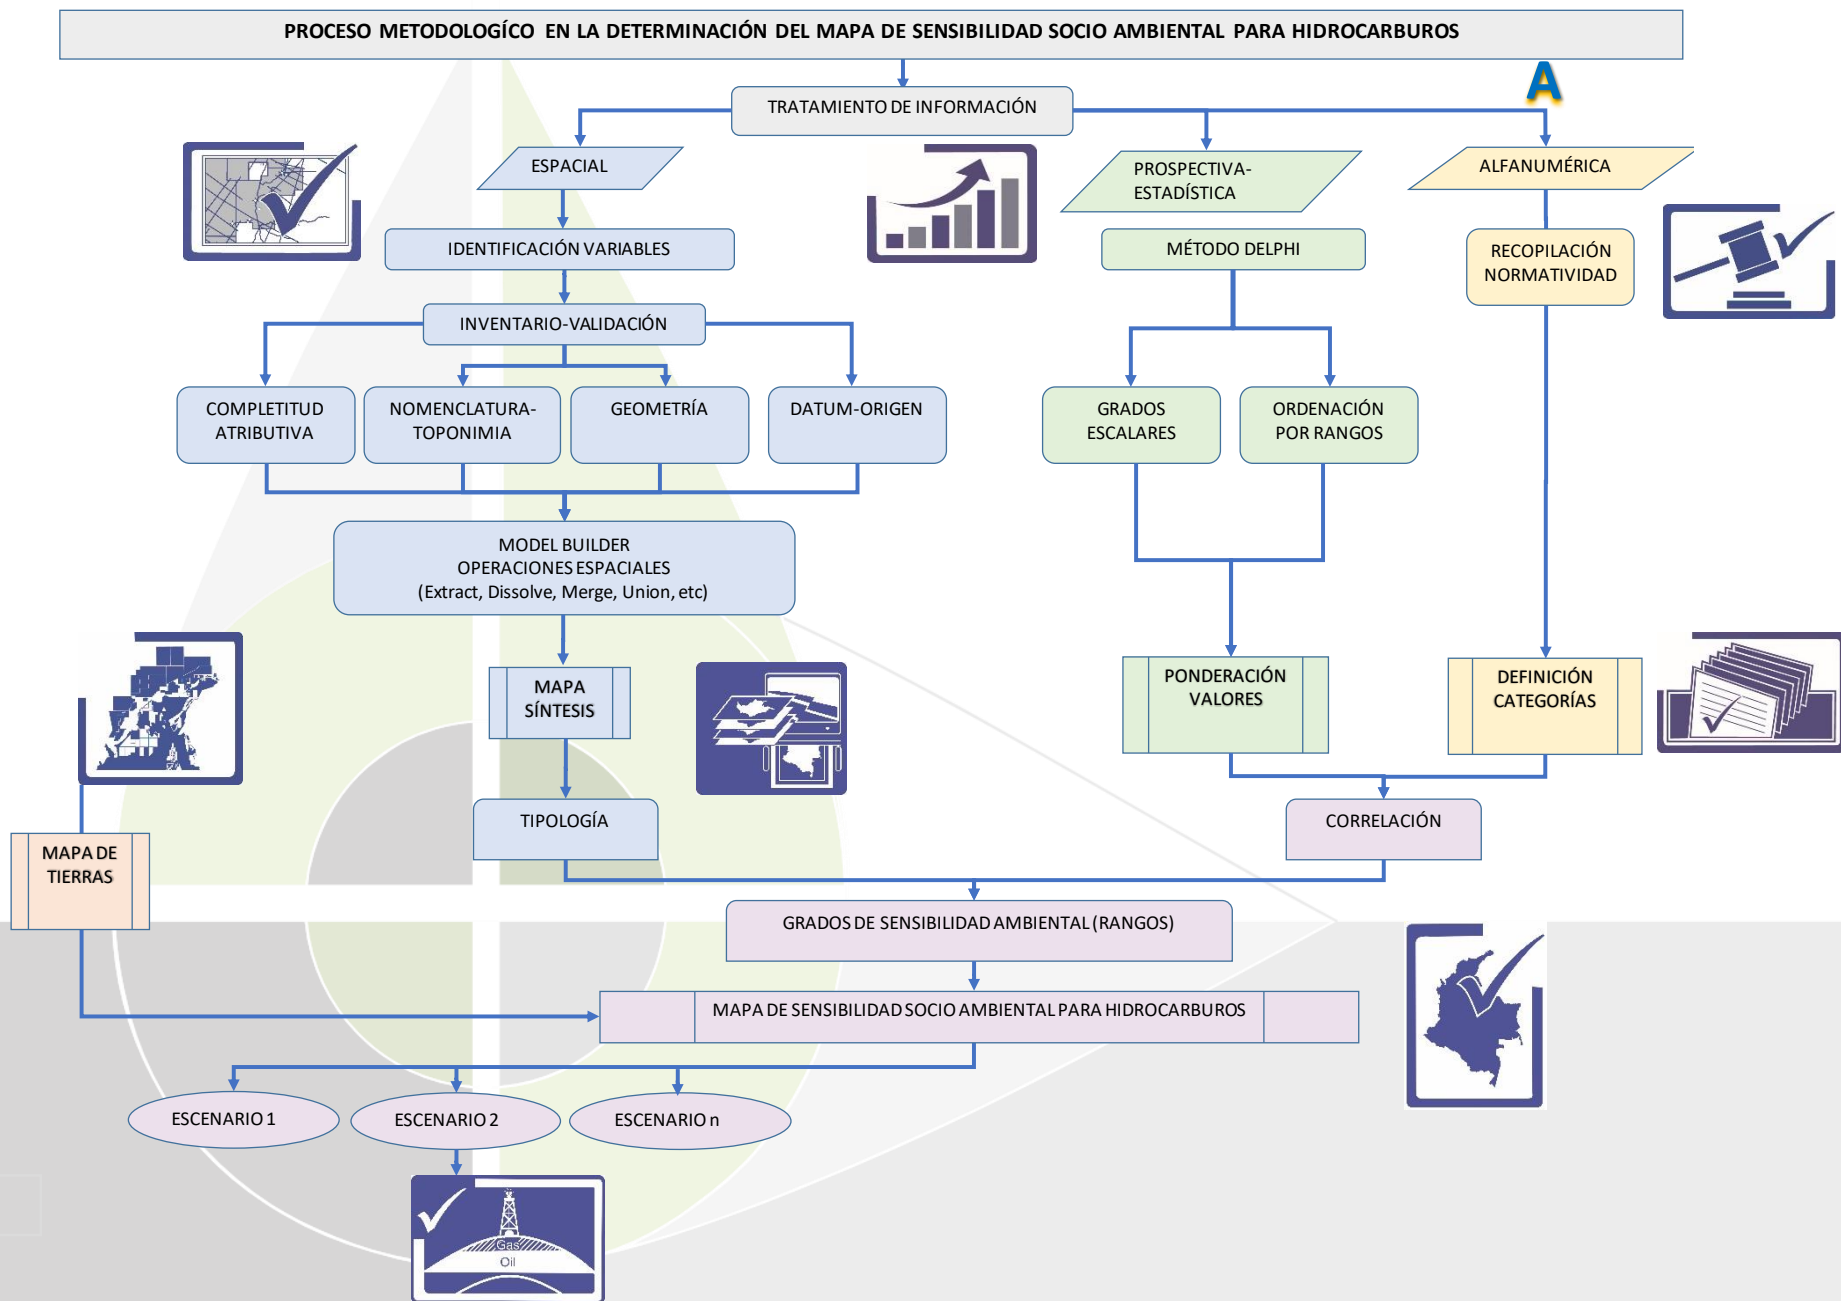 PROCESO METODOLOGÍCO EN LA DETERMINACIÓN DEL MAPA DE SENSIBILIDAD SOCIO AMBIENTAL PARA HIDROCARBUROS
A
TRATAMIENTO DE INFORMACIÓN
ESPACIAL
PROSPECTIVA-
ESTADÍSTICA
ALFANUMÉRICA
IDENTIFICACIÓN VARIABLES
MÉTODO DELPHI
RECOPILACIÓN
NORMATIVIDAD
INVENTARIO-VALIDACIÓN
COMPLETITUD
ATRIBUTIVA
NOMENCLATURA-
TOPONIMIA
GEOMETRÍA
DATUM-ORIGEN
GRADOS
ESCALARES
ORDENACIÓN
POR RANGOS
MODEL BUILDER
OPERACIONES ESPACIALES
(Extract, Dissolve, Merge, Union, etc)
MAPA
SÍNTESIS
PONDERACIÓN
VALORES
DEFINICIÓN
CATEGORÍAS
TIPOLOGÍA
CORRELACIÓN
MAPA DE
TIERRAS
GRADOS DE SENSIBILIDAD AMBIENTAL (RANGOS)
MAPA DE SENSIBILIDAD SOCIO AMBIENTAL PARA HIDROCARBUROS
ESCENARIO 1
ESCENARIO 2
ESCENARIO n
Gas
Oil